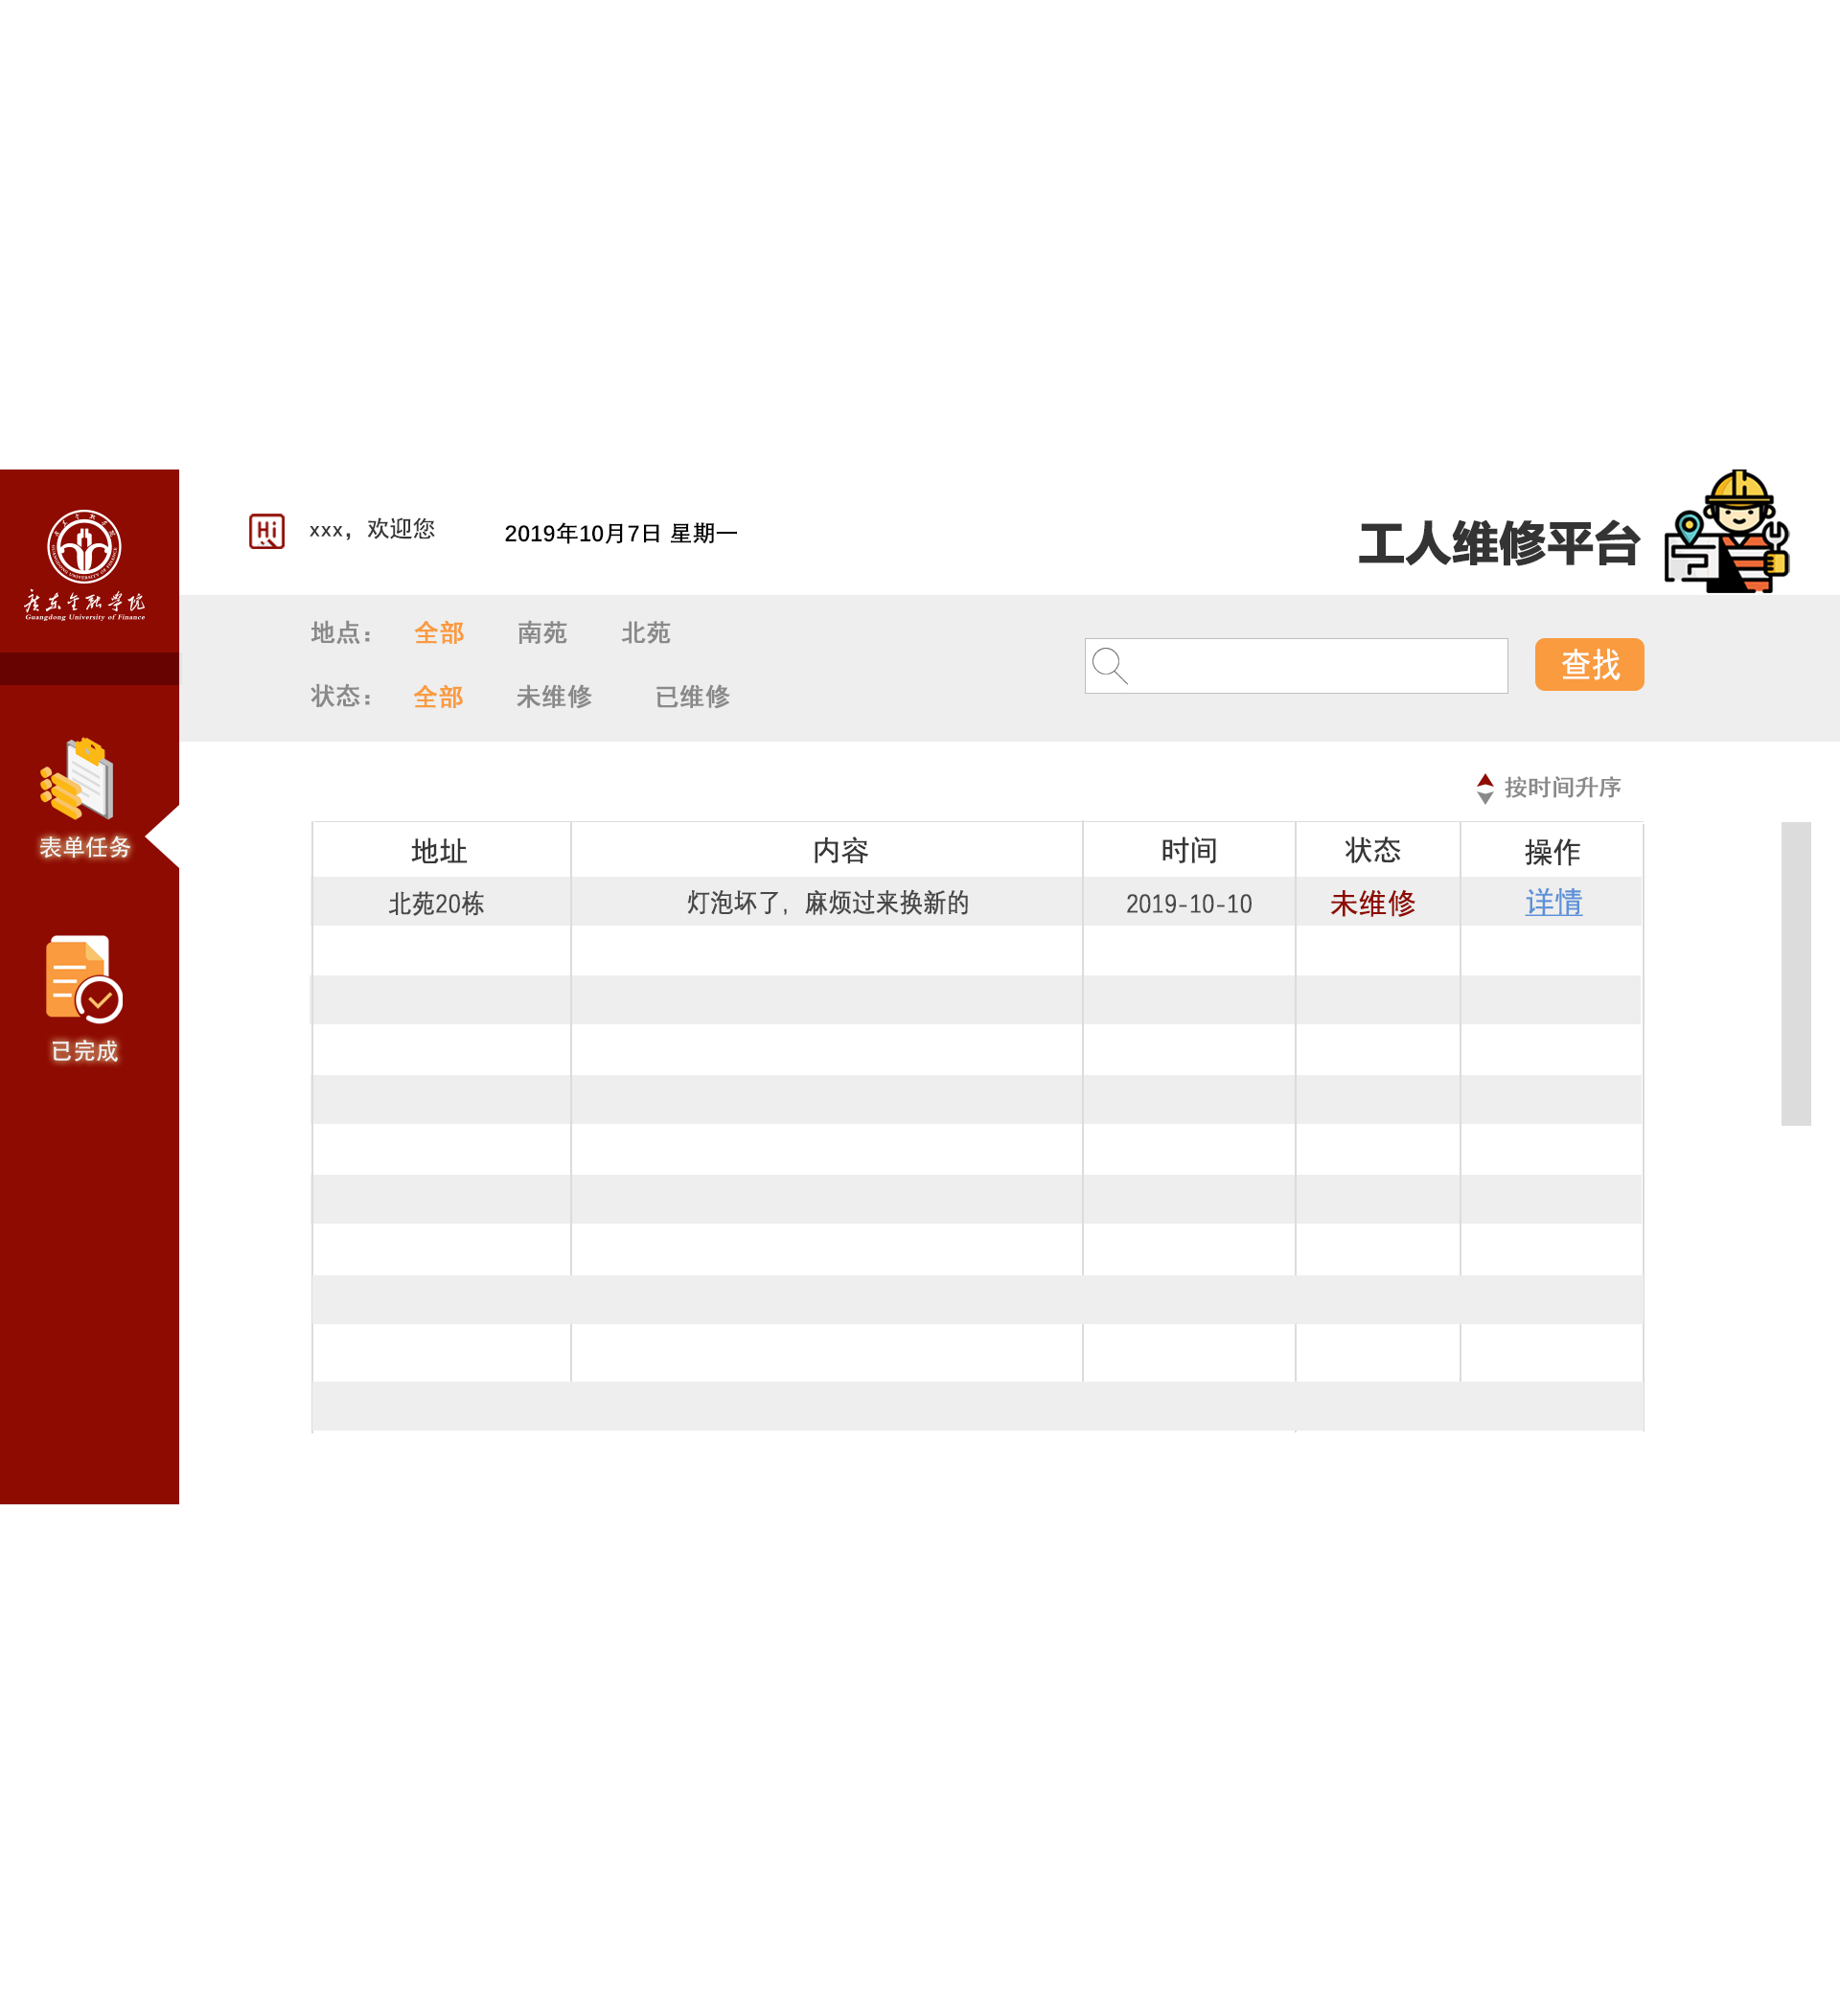 广东金融学院
Guangdong University of Finance
表单任务
已完成
Hi
xxx，欢迎您
2019年10月7日 星期一
工人维修平台
地点： 全部 南苑 北苑
状态： 全部 未维修 已维修
查找
按时间升序
地址 内容 时间 状态 操作
北苑20栋 灯泡坏了，麻烦过来换新的 2019-10-10 未维修 详情